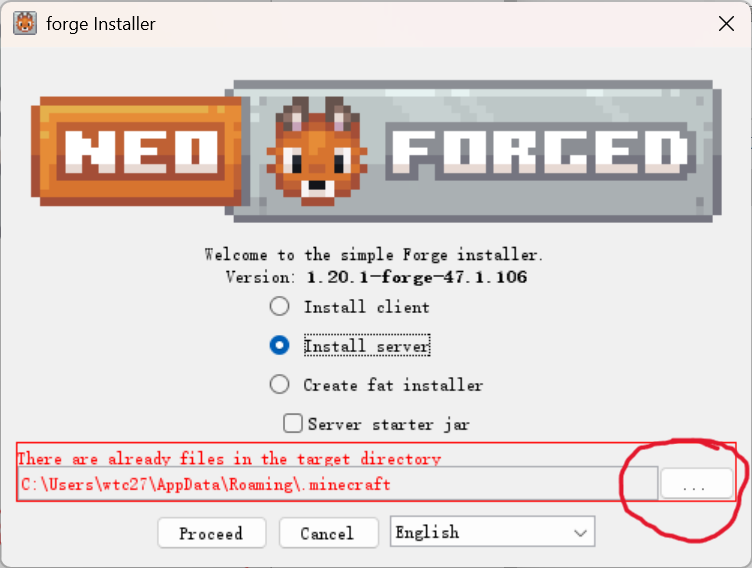 forge Installer
NEO FORGED
Welcome to the simple Forge installer.
Version: 1.20.1-forge-47.1.106
Install client
Install server
Create fat installer
Server starter jar
There are already files in the target directory
C:\Users\wtc27\AppData\Roaming\.minecraft
...
Proceed
Cancel
English